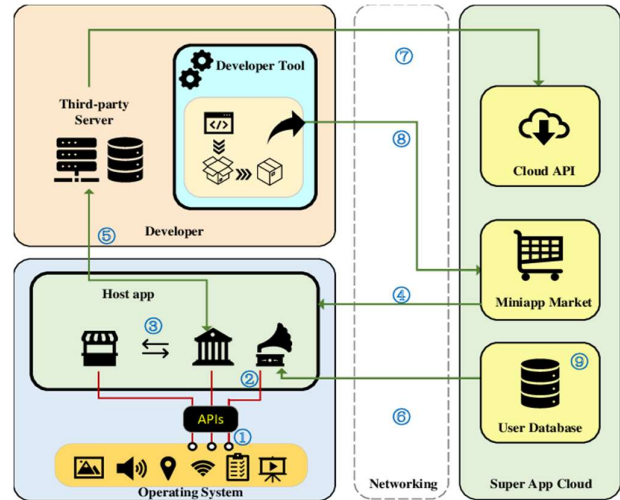 Developer Tool
Third-party
Server
</>
Developer
⑤
Host app
③
②
APIs
①
Operating System
⑦
⑧
④
⑥
Networking
Cloud API
Miniapp Market
⑨
User Database
Super App Cloud